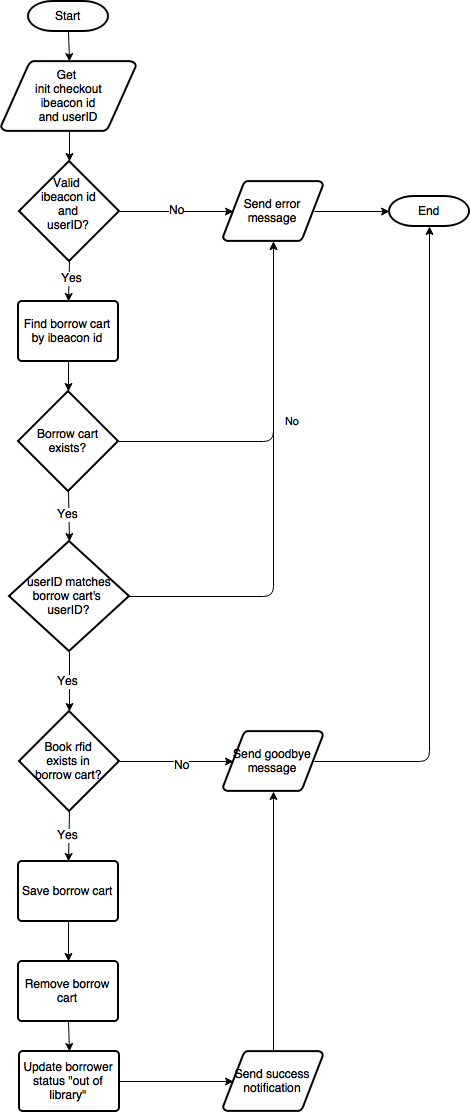 Start
Get
init checkout
ibeacon id
and userID
Valid
ibeacon id
and
userID?
No
Send error
message
End
Yes
Find borrow cart
by ibeacon id
Borrow cart
exists?
No
Yes
userID matches
borrow cart's
userID?
Yes
Book rfid
exists in
borrow cart?
No
Send goodbye
message
Yes
Save borrow cart
Remove borrow
cart
Update borrower
status "out of
library"
Send success
notification